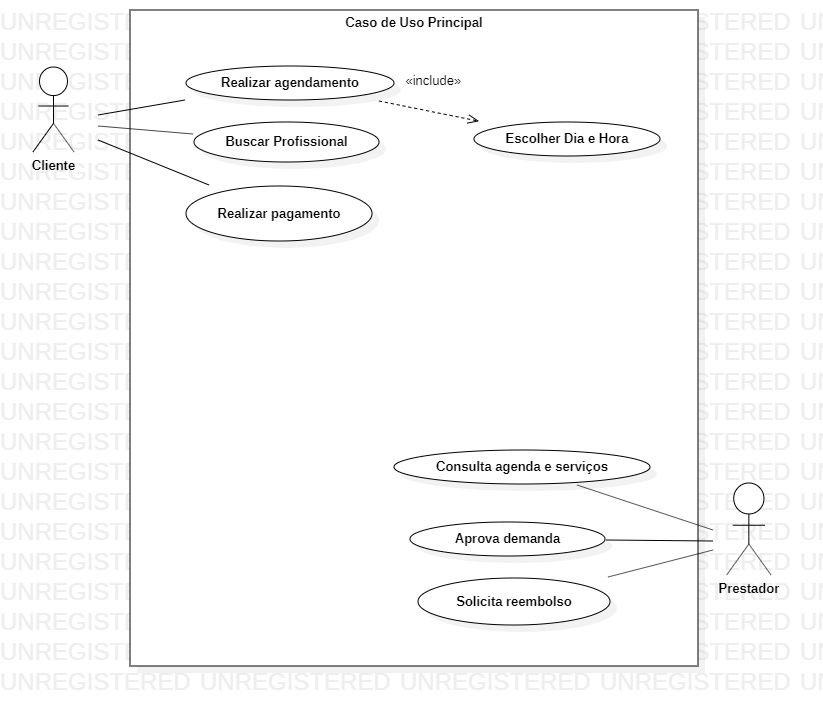 Caso de Uso Principal
Realizar agendamento
«include»
Buscar Profissional
Escolher Dia e Hora
Cliente
Realizar pagamento
Consulta agenda e serviços
Aprova demanda
Prestador
Solicita reembolso
UNREGISTERED UNREGISTERED UNREGISTERED UNREGISTERED UN